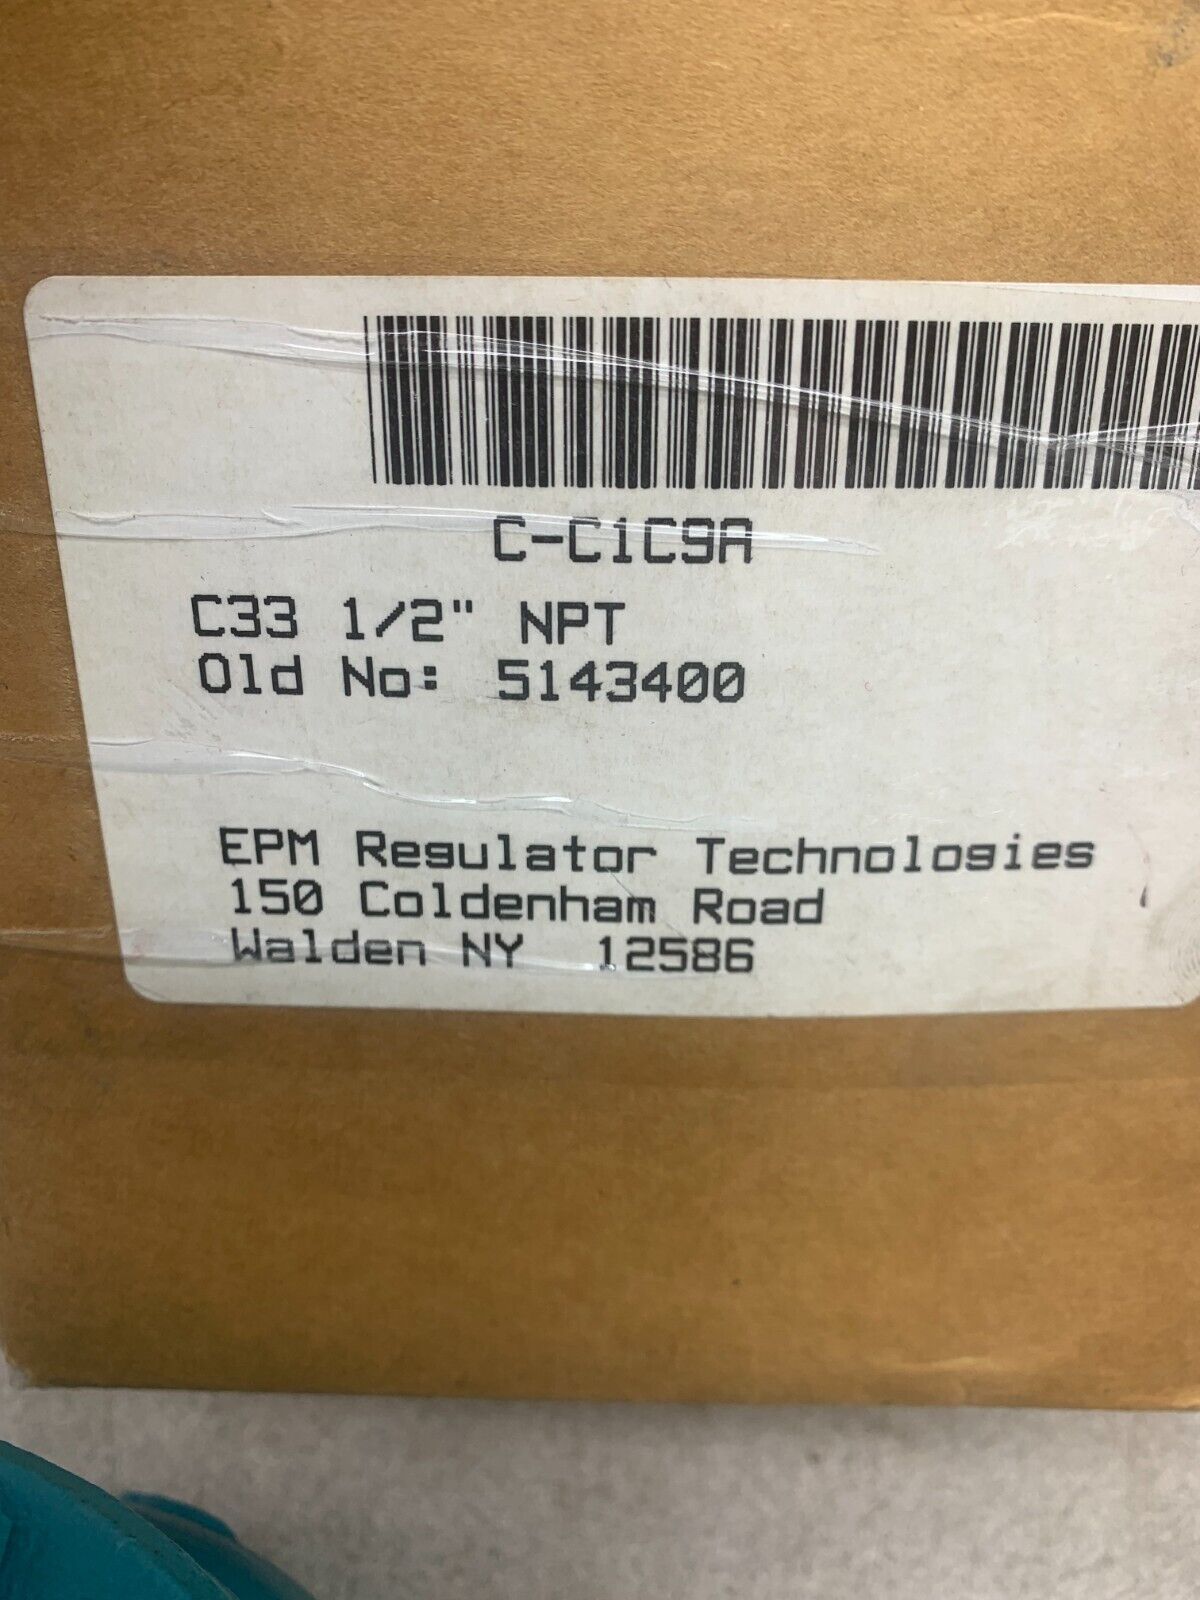 C-C1C9A
C33 1/2" NPT
Old No: 5143400
EPM Regulator Technologies
150 Coldenham Road
Walden NY 12586